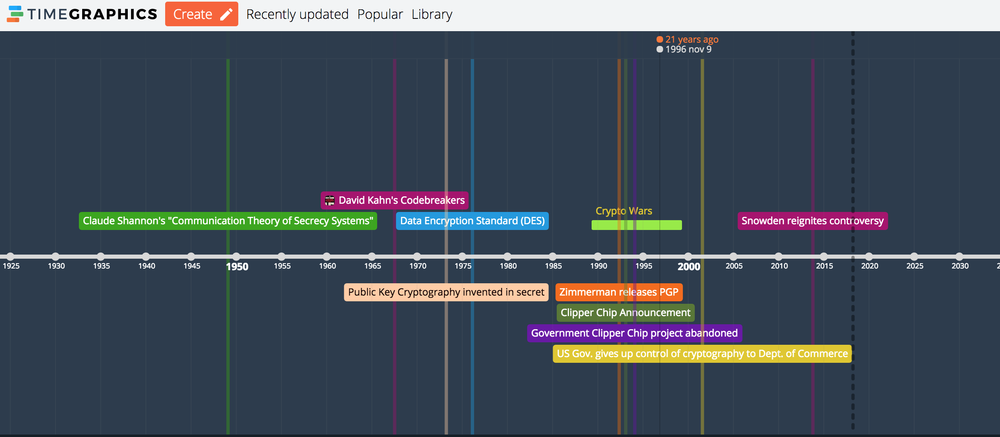 TIMEGRAPHICS Create Recently updated Popular Library
21 years ago
1996 nov 9
David Kahn's Codebreakers
Crypto Wars
Claude Shannon's "Communication Theory of Secrecy Systems"
Data Encryption Standard (DES)
Snowden reignites controversy
1925 1930 1935 1940 1945 1950 1955 1960 1965 1970 1975 1980 1985 1990 1995 2000 2005 2010 2015 2020 2025 2030
Public Key Cryptography invented in secret
Zimmerman releases PGP
Clipper Chip Announcement
Government Clipper Chip project abandoned
US Gov. gives up control of cryptography to Dept. of Commerce